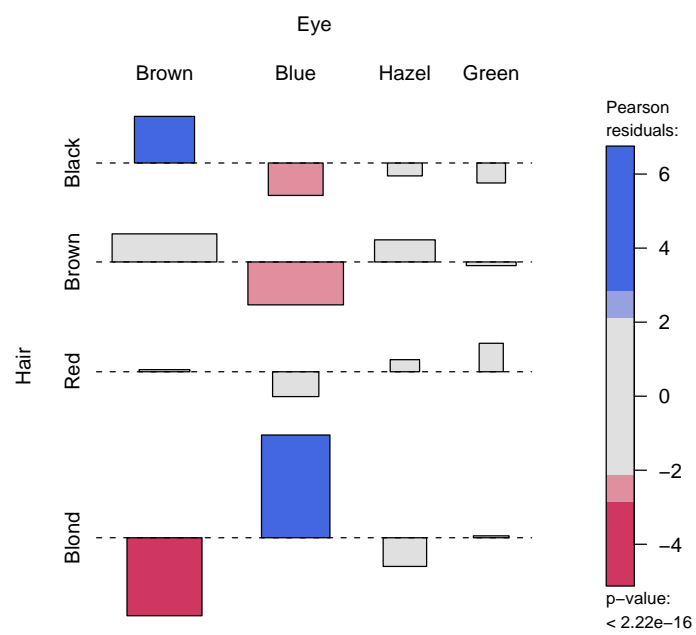 Eye
Brown Blue Hazel Green
Hair
Black
Brown
Red
Blond
Pearson
residuals:
6
4
2
0
−2
−4
p−value:
< 2.22e−16